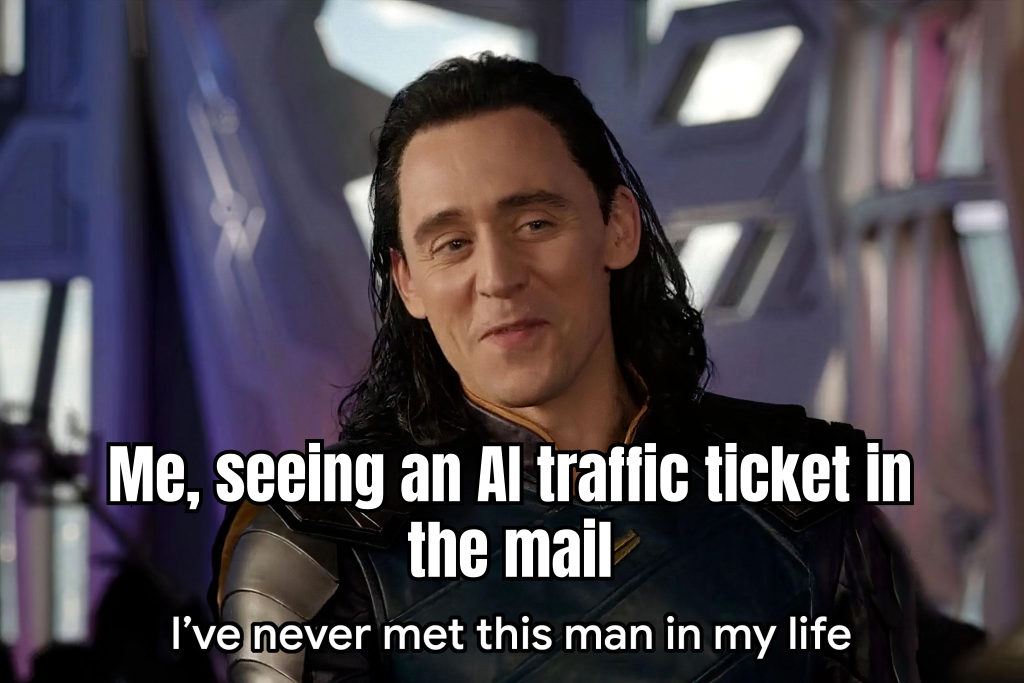 Me, seeing an AI traffic ticket in
the mail
I’ve never met this man in my life